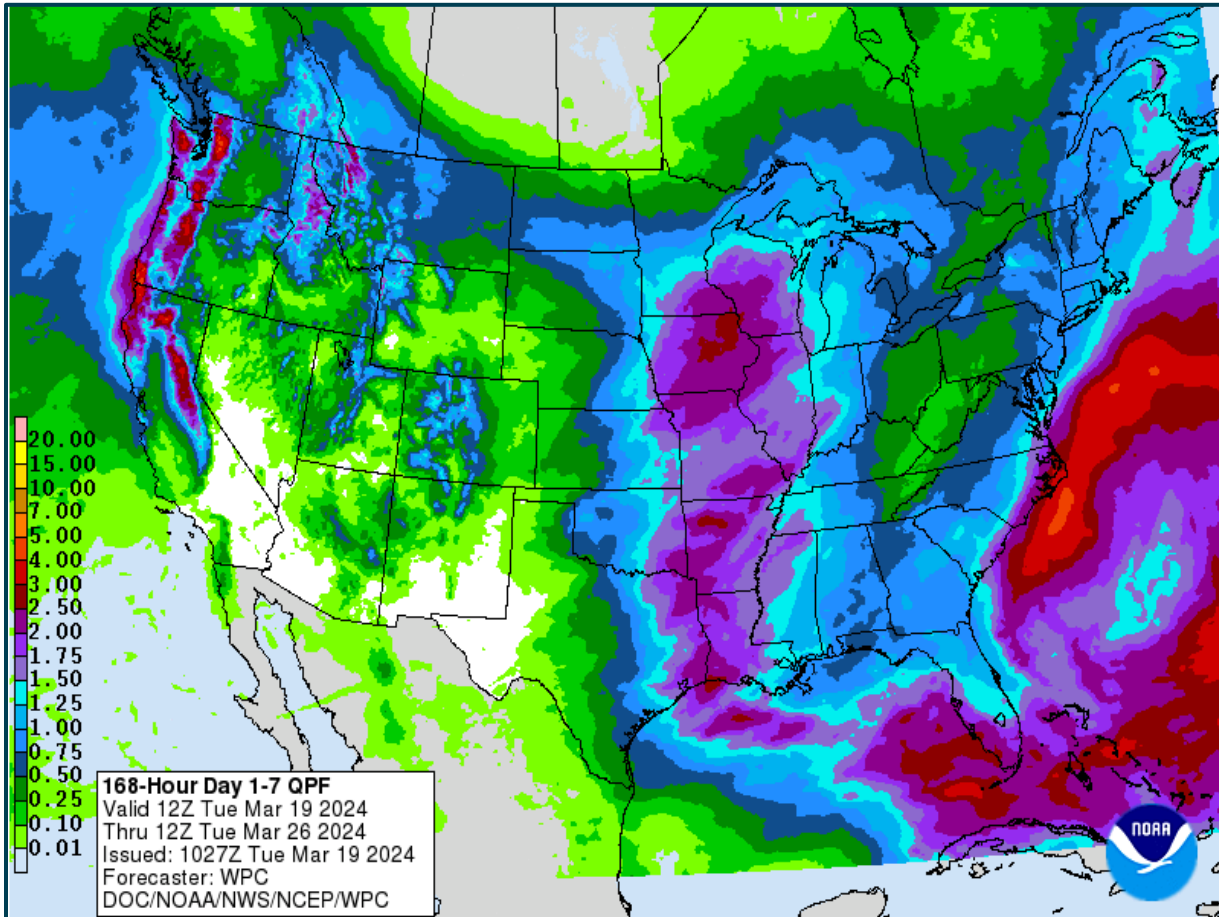 20.00
15.00
10.00
7.00
5.00
4.00
3.00
2.50
2.00
1.75
1.50
1.25
1.00
0.75
0.50
0.25
0.10
0.01
168-Hour Day 1-7 QPF
Valid 12Z Tue Mar 19 2024
Thru 12Z Tue Mar 26 2024
Issued: 1027Z Tue Mar 19 2024
Forecaster: WPC
DOC/NOAA/NWS/NCEP/WPC
NOAA